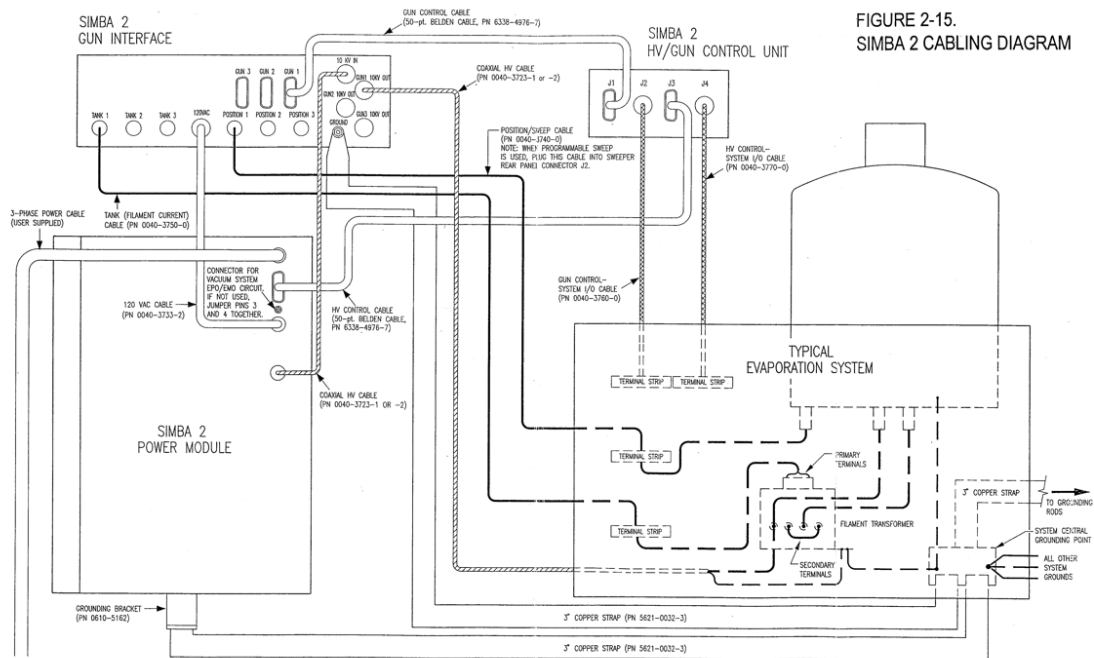 FIGURE 2-15.
SIMBA 2 CABLING DIAGRAM
SIMBA 2
GUN INTERFACE
GUN CONTROL CABLE
(50-pt. BELDEN CABLE, PN 6338-4976-7)
SIMBA 2
HV/GUN CONTROL UNIT
GUN 3
GUN 2
GUN 1
10 KV IN
GUN1 10KV OUT
GUN2 10KV OUT
GUN3 10KV OUT
GROUND
TANK 1
TANK 2
TANK 3
120VAC
POSITION 1
POSITION 2
POSITION 3
COAXIAL HV CABLE
(PN 0040-3723-1 or -2)
J1
J2
J3
J4
POSITION/SWEEP CABLE
(PN 0040-3740-0)
NOTE: WHEN PROGRAMMABLE SWEEP
IS USED, PLUG THIS CABLE INTO SWEEPER
REAR PANEL CONNECTOR J2.
HV CONTROL-
SYSTEM I/O CABLE
(PN 0040-3770-0)
3-PHASE POWER CABLE
(USER SUPPLIED)
TANK (FILAMENT CURRENT)
CABLE (PN 0040-3750-0)
CONNECTOR FOR
VACUUM SYSTEM
EPO/EMO CIRCUIT.
IF NOT USED,
JUMPER PINS 3
AND 4 TOGETHER.
120 VAC CABLE
(PN 0040-3733-2)
HV CONTROL CABLE
(50-pt. BELDEN CABLE,
PN 6338-4976-7)
GUN CONTROL-
SYSTEM I/O CABLE
(PN 0040-3760-0)
COAXIAL HV CABLE
(PN 0040-3723-1 OR -2)
SIMBA 2
POWER MODULE
TYPICAL
EVAPORATION SYSTEM
TERMINAL STRIP
TERMINAL STRIP
TERMINAL STRIP
PRIMARY
TERMINALS
TERMINAL STRIP
FILAMENT TRANSFORMER
SECONDARY
TERMINALS
3" COPPER STRAP
TO GROUNDING
RODS
SYSTEM CENTRAL
GROUNDING POINT
ALL OTHER
SYSTEM
GROUNDS
GROUNDING BRACKET
(PN 0610-5162)
3" COPPER STRAP (PN 5621-0032-3)
3" COPPER STRAP (PN 5621-0032-3)